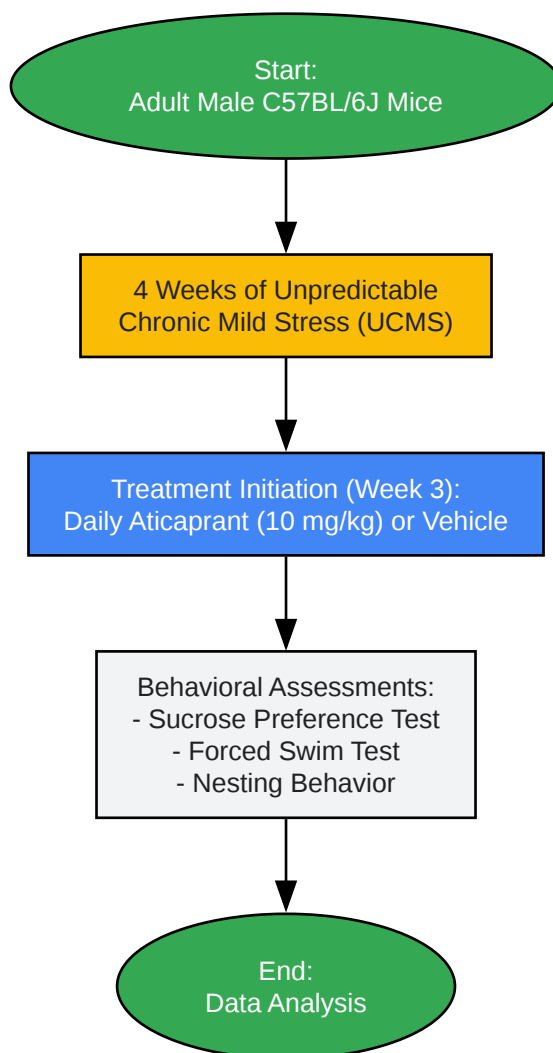 Start:
Adult Male C57BL/6J Mice
4 Weeks of Unpredictable
Chronic Mild Stress (UCMS)
Treatment Initiation (Week 3):
Daily Aticaprant (10 mg/kg) or Vehicle
Behavioral Assessments:
- Sucrose Preference Test
- Forced Swim Test
- Nesting Behavior
End:
Data Analysis